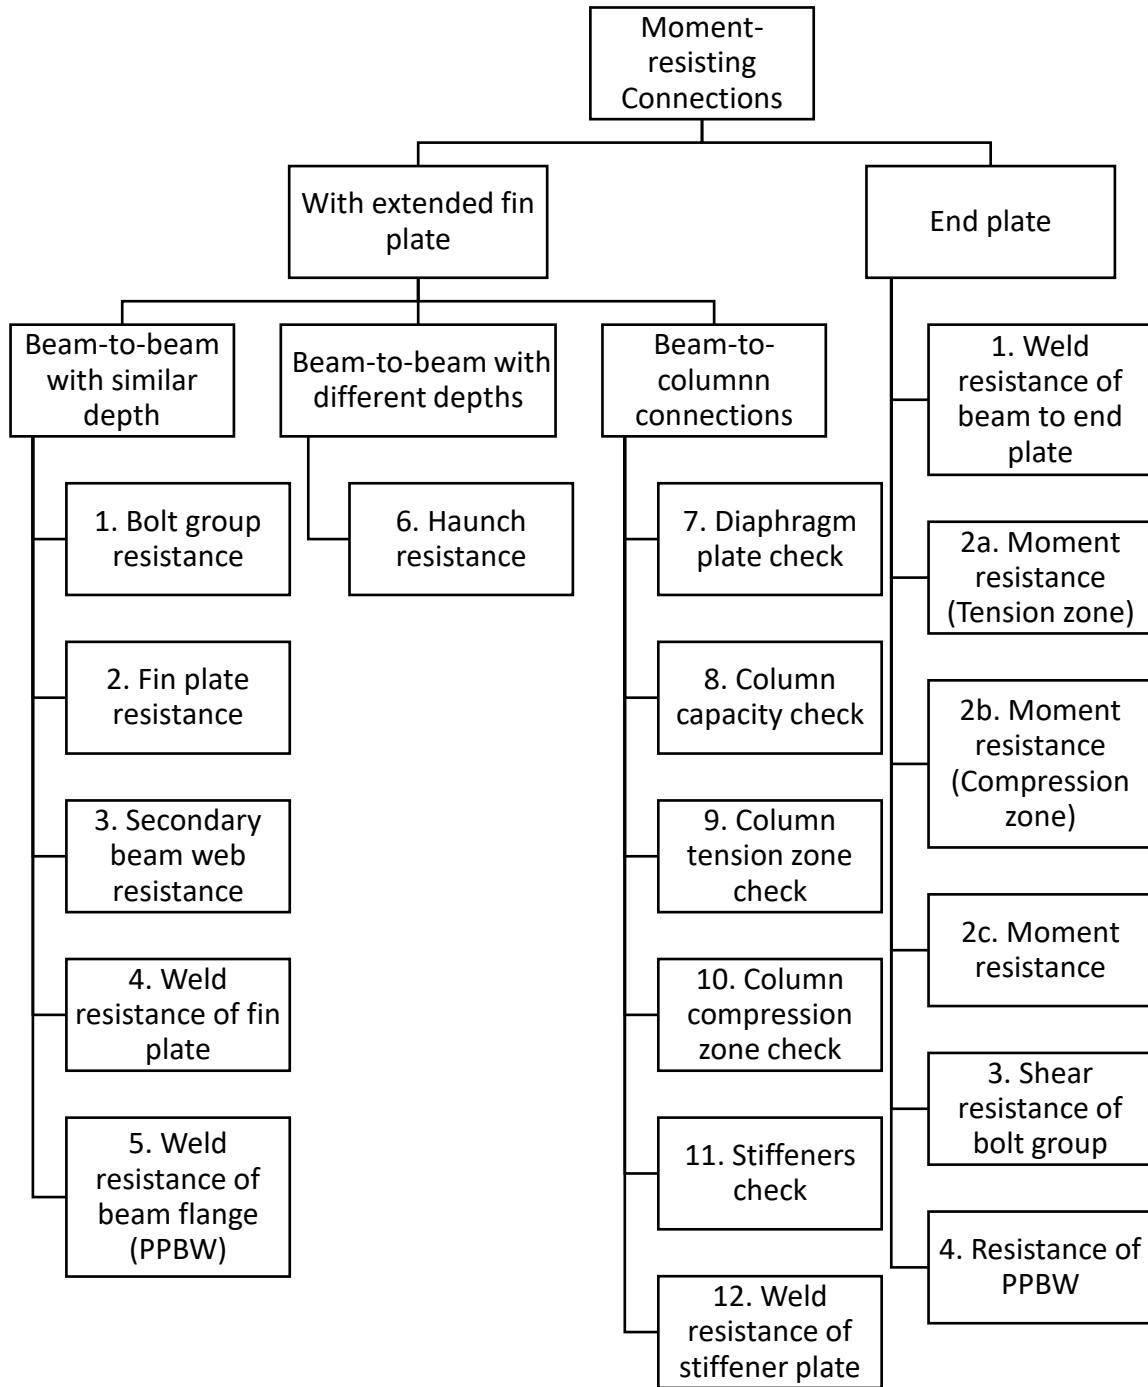 Moment-
resisting
Connections
With extended fin
plate
End plate
Beam-to-beam
with similar
depth
Beam-to-beam with
different depths
Beam-to-
columnn
connections
1. Bolt group
resistance
2. Fin plate
resistance
3. Secondary
beam web
resistance
4. Weld
resistance of fin
plate
5. Weld
resistance of
beam flange
(PPBW)
6. Haunch
resistance
7. Diaphragm
plate check
8. Column
capacity check
9. Column
tension zone
check
10. Column
compression
zone check
11. Stiffeners
check
12. Weld
resistance of
stiffener plate
1. Weld
resistance of
beam to end
plate
2a. Moment
resistance
(Tension zone)
2b. Moment
resistance
(Compression
zone)
2c. Moment
resistance
3. Shear
resistance of
bolt group
4. Resistance of
PPBW